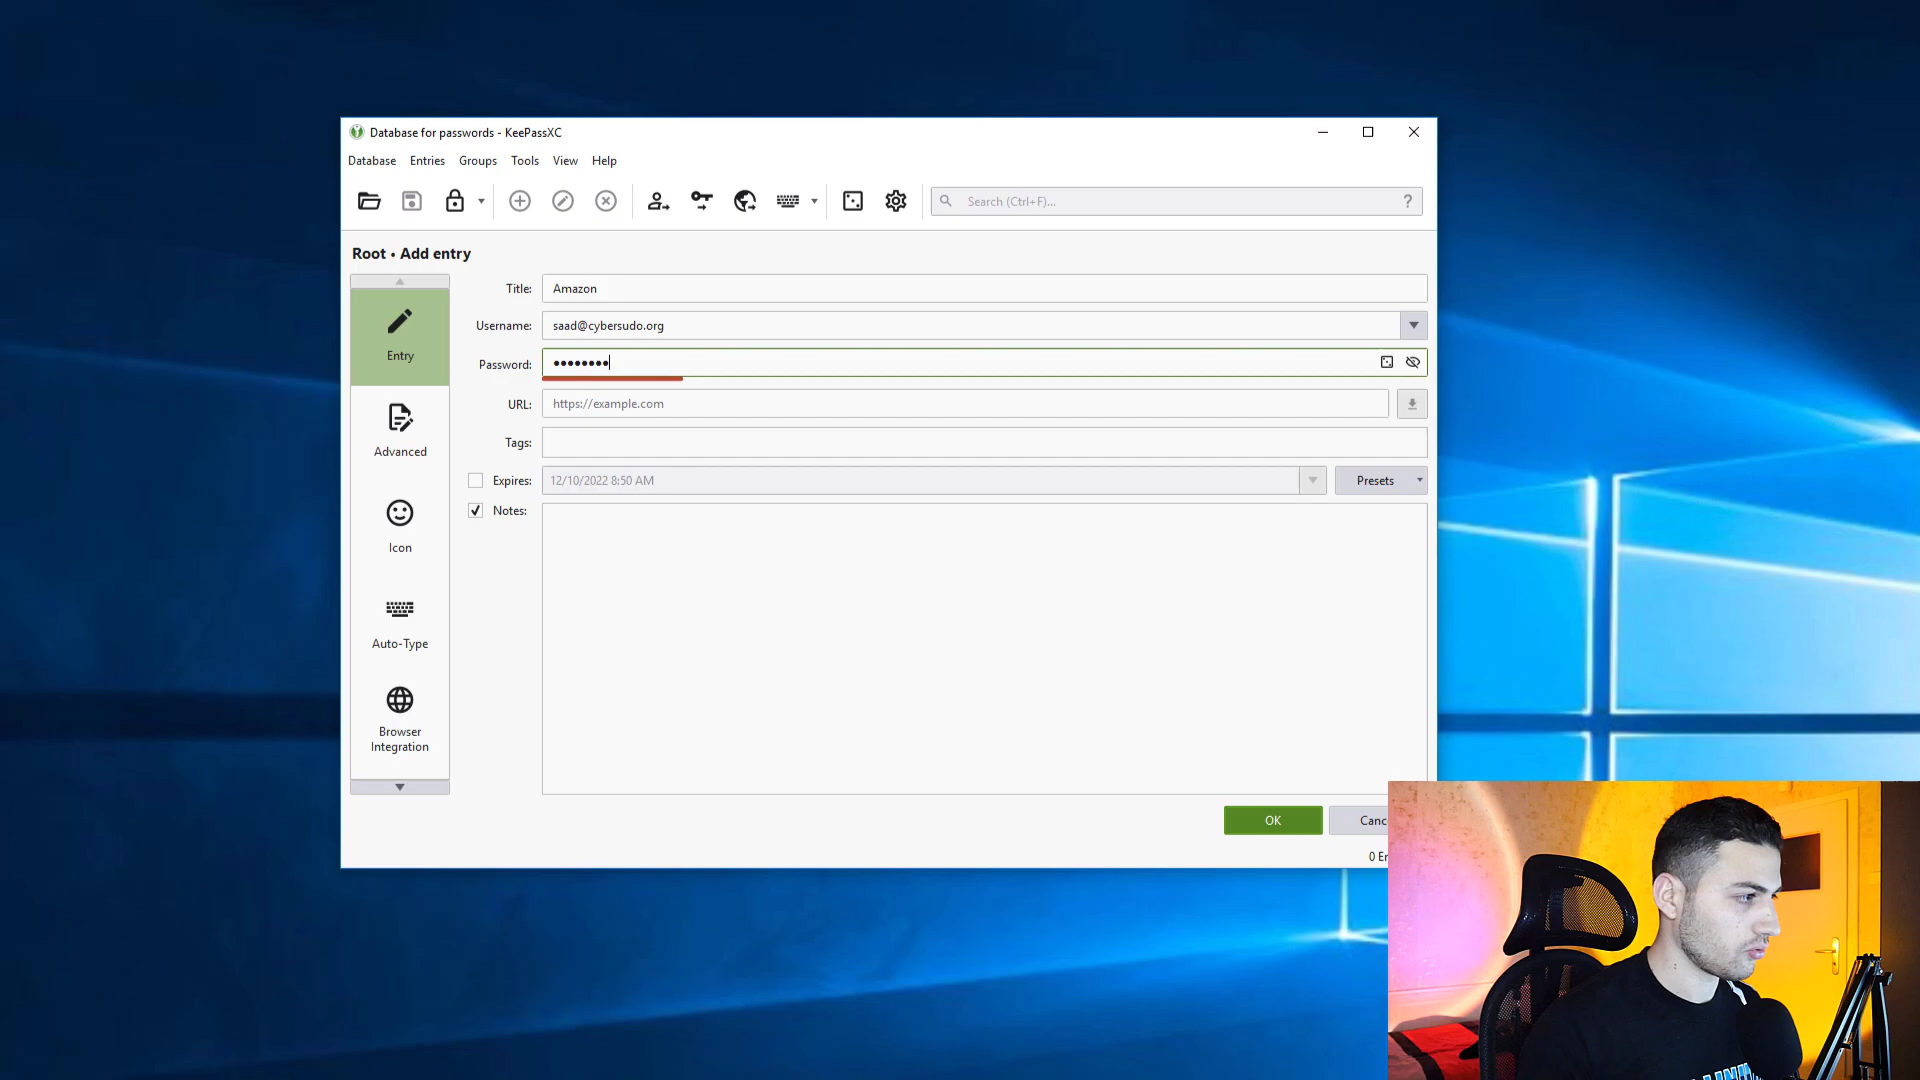 Database for passwords - KeePassXC
Database Entries Groups Tools View Help
Search (Ctrl+F)... ?
Root • Add entry
Title: Amazon
Username: saad@cybersudo.org
Password: ••••••••
URL: https://example.com
Tags:
Expires: 12/10/2022 8:50 AM Presets
Notes:
Entry
Advanced
Icon
Auto-Type
Browser
Integration
OK Canc
0 En